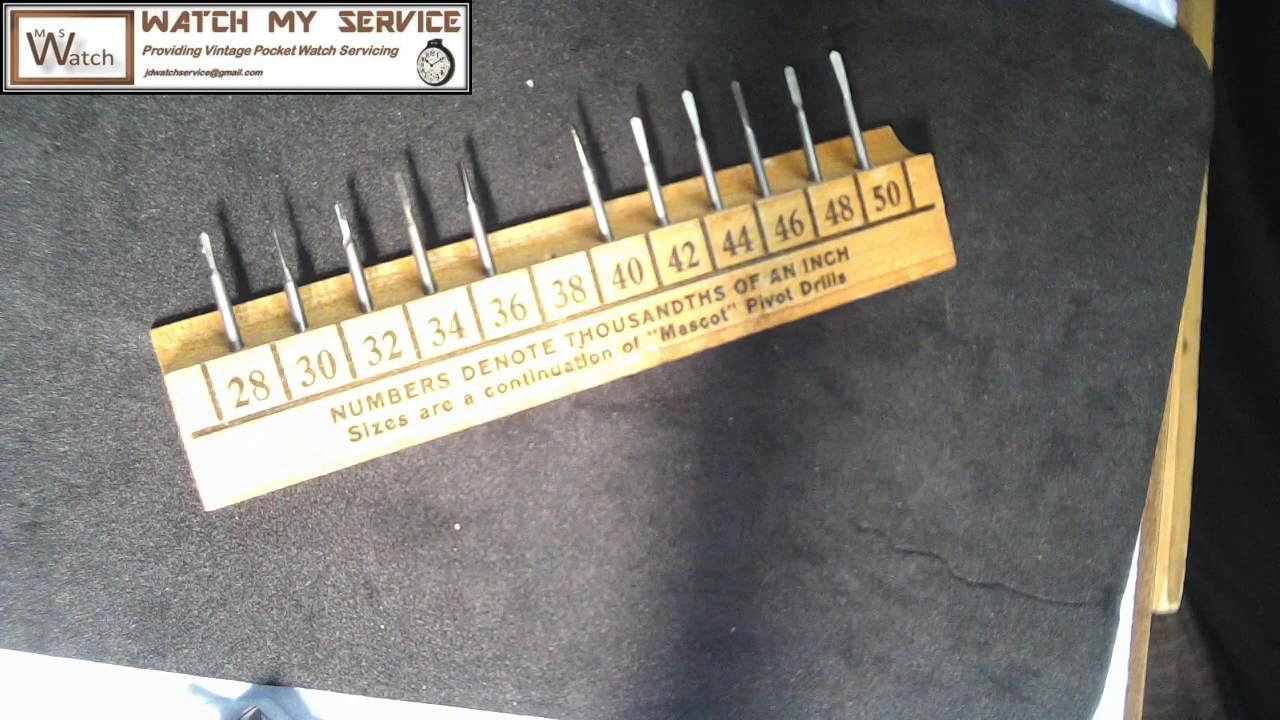 M S
Watch
WATCH MY SERVICE
Providing Vintage Pocket Watch Servicing
jdwatchservice@gmail.com
28 30 32 34 36 38 40 42 44 46 48 50
NUMBERS DENOTE THOUSANDTHS OF AN INCH
Sizes are a continuation of "Mascot" Pivot Drills